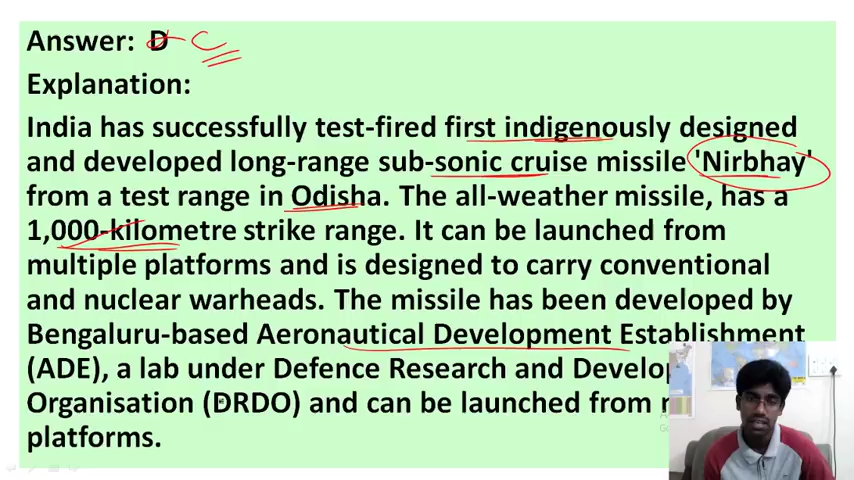 Answer: D C
Explanation:
India has successfully test-fired first indigenously designed
and developed long-range sub-sonic cruise missile 'Nirbhay'
from a test range in Odisha. The all-weather missile, has a
1,000-kilometre strike range. It can be launched from
multiple platforms and is designed to carry conventional
and nuclear warheads. The missile has been developed by
Bengaluru-based Aeronautical Development Establishment
(ADE), a lab under Defence Research and
Organisation (DRDO) and can be launched from
platforms.